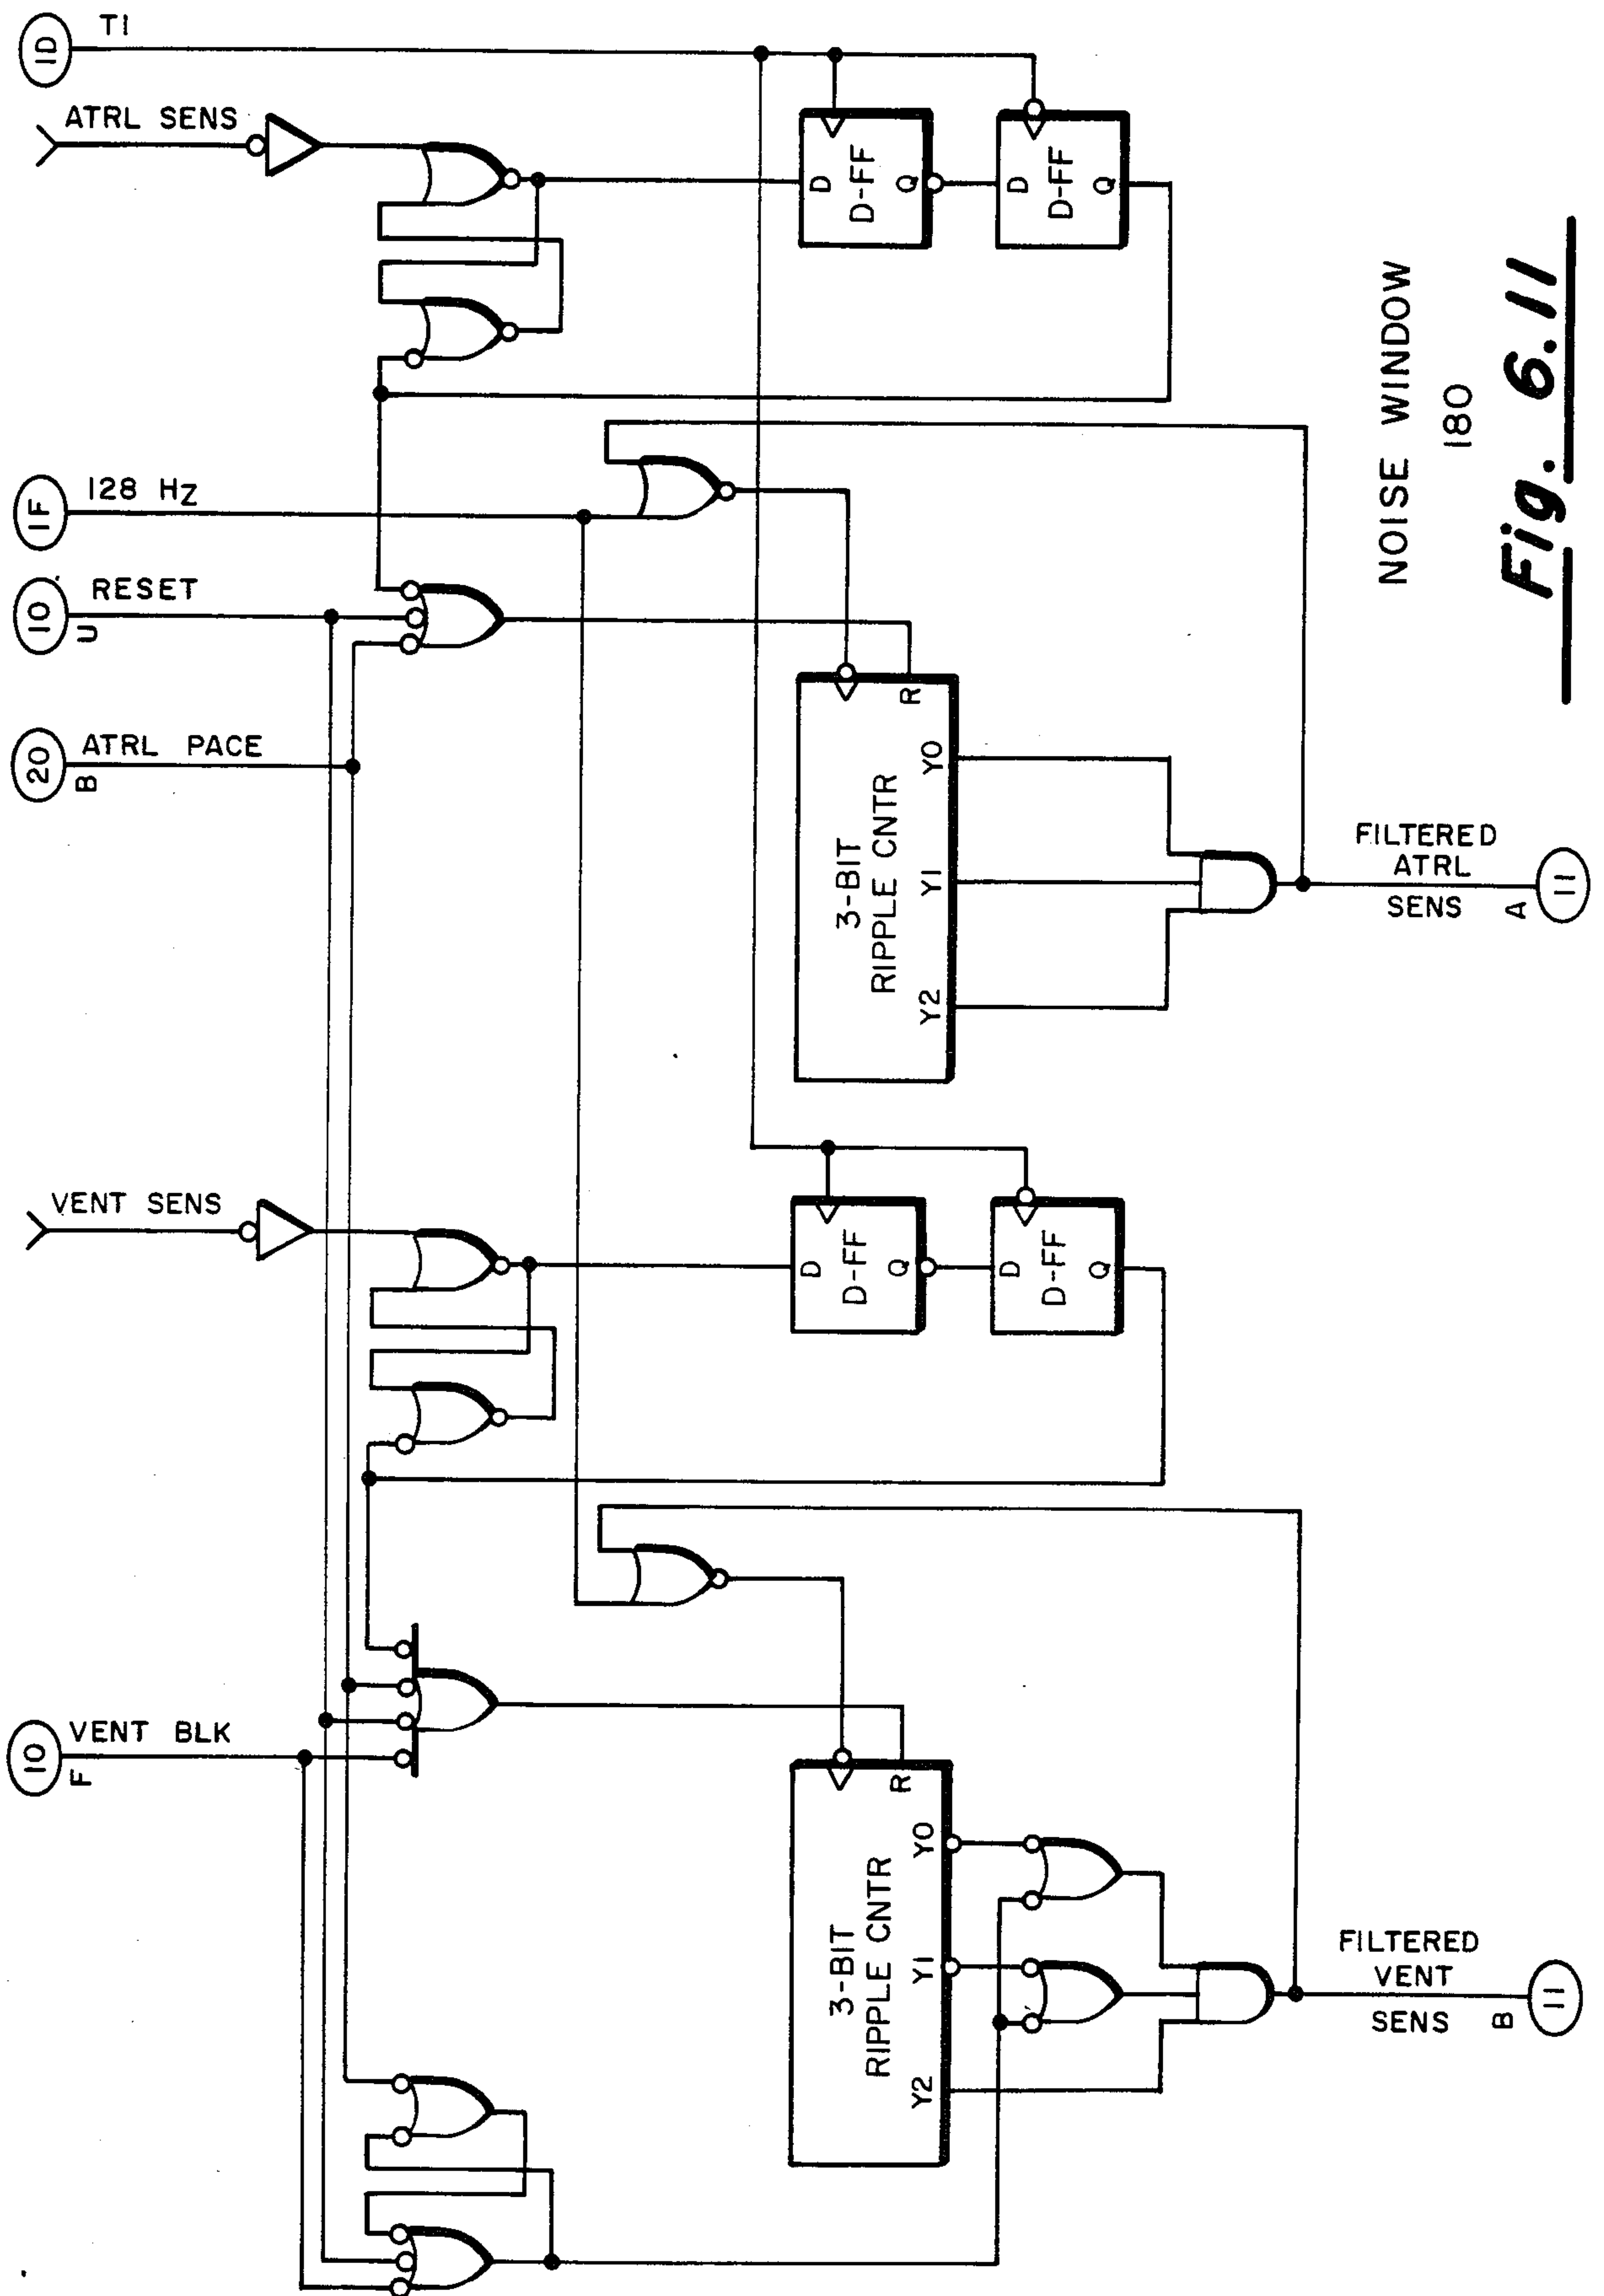 1D
T1
ATRL SENS
D
D-FF
Q
D
D-FF
Q
1F
128 HZ
10
U
RESET
20
B
ATRL PACE
R
3-BIT
RIPPLE CNTR
Y0
Y1
Y2
FILTERED
ATRL
SENS
A
11
VENT SENS
D
D-FF
Q
D
D-FF
Q
10
F
VENT BLK
R
3-BIT
RIPPLE CNTR
Y0
Y1
Y2
FILTERED
VENT
SENS
B
11
NOISE WINDOW
180
Fig. 6.11